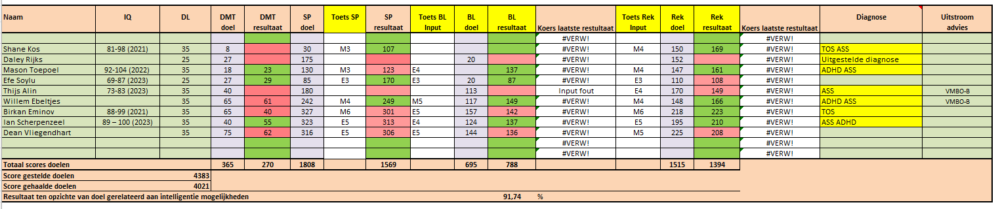 Naam IQ DL DMT doel DMT resultaat SP doel Toets SP SP resultaat Toets BL Input BL doel BL resultaat Koers laatste restultaat Toets Rek Input Rek doel Rek resultaat Koers laatste restultaat Diagnose Uitstroom advies
#VERW! #VERW!
Shane Kos 81-98 (2021) 35 8 30 M3 107 #VERW! M4 150 169 #VERW! TOS ASS
Daley Rijks 25 27 175 20 #VERW! 152 #VERW! Uitgestelde diagnose
Mason Toepoel 92-104 (2022) 35 18 23 130 M3 123 E4 137 #VERW! M4 147 161 #VERW! ADHD ASS
Efe Soylu 69-87 (2023) 25 27 29 85 E3 170 E3 20 87 #VERW! E3 110 108 #VERW!
Thijs Alin 73-83 (2023) 35 40 180 113 Input fout E4 170 149 #VERW! ASS VMBO-B
Willem Ebeltjes 35 65 61 242 M4 249 M5 117 149 #VERW! M4 148 166 #VERW! ADHD ASS VMBO-B
Birkan Eminov 88-99 (2021) 35 65 40 327 M6 301 E5 157 142 #VERW! M6 218 223 #VERW! TOS
Ian Scherpenzeel 89 – 100 (2023) 35 40 55 323 E5 313 E4 124 137 #VERW! E5 195 210 #VERW! ASS ADHD
Dean Vliegendhart 35 75 62 316 E5 306 E5 144 136 #VERW! M5 225 208 #VERW!
#VERW! #VERW!
#VERW! #VERW!
Totaal scores doelen 365 270 1808 1569 695 788 1515 1394
Score gestelde doelen 4383
Score gehaalde doelen 4021
Resultaat ten opzichte van doel gerelateerd aan intelligentie mogelijkheden 91,74 %